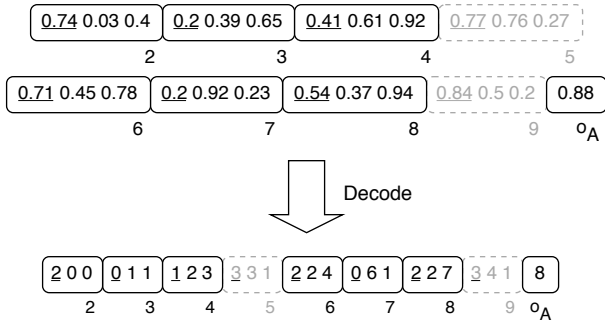 0.74 0.03 0.4 0.2 0.39 0.65 0.41 0.61 0.92 0.77 0.76 0.27
2 3 4 5
0.71 0.45 0.78 0.2 0.92 0.23 0.54 0.37 0.94 0.84 0.5 0.2 0.88
6 7 8 9 oA
Decode
2 0 0 0 1 1 1 2 3 3 3 1 2 2 4 0 6 1 2 2 7 3 4 1 8
2 3 4 5 6 7 8 9 oA